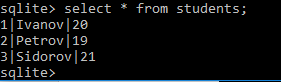 sqlite> select * from students;
1|Ivanov|20
2|Petrov|19
3|Sidorov|21
sqlite>